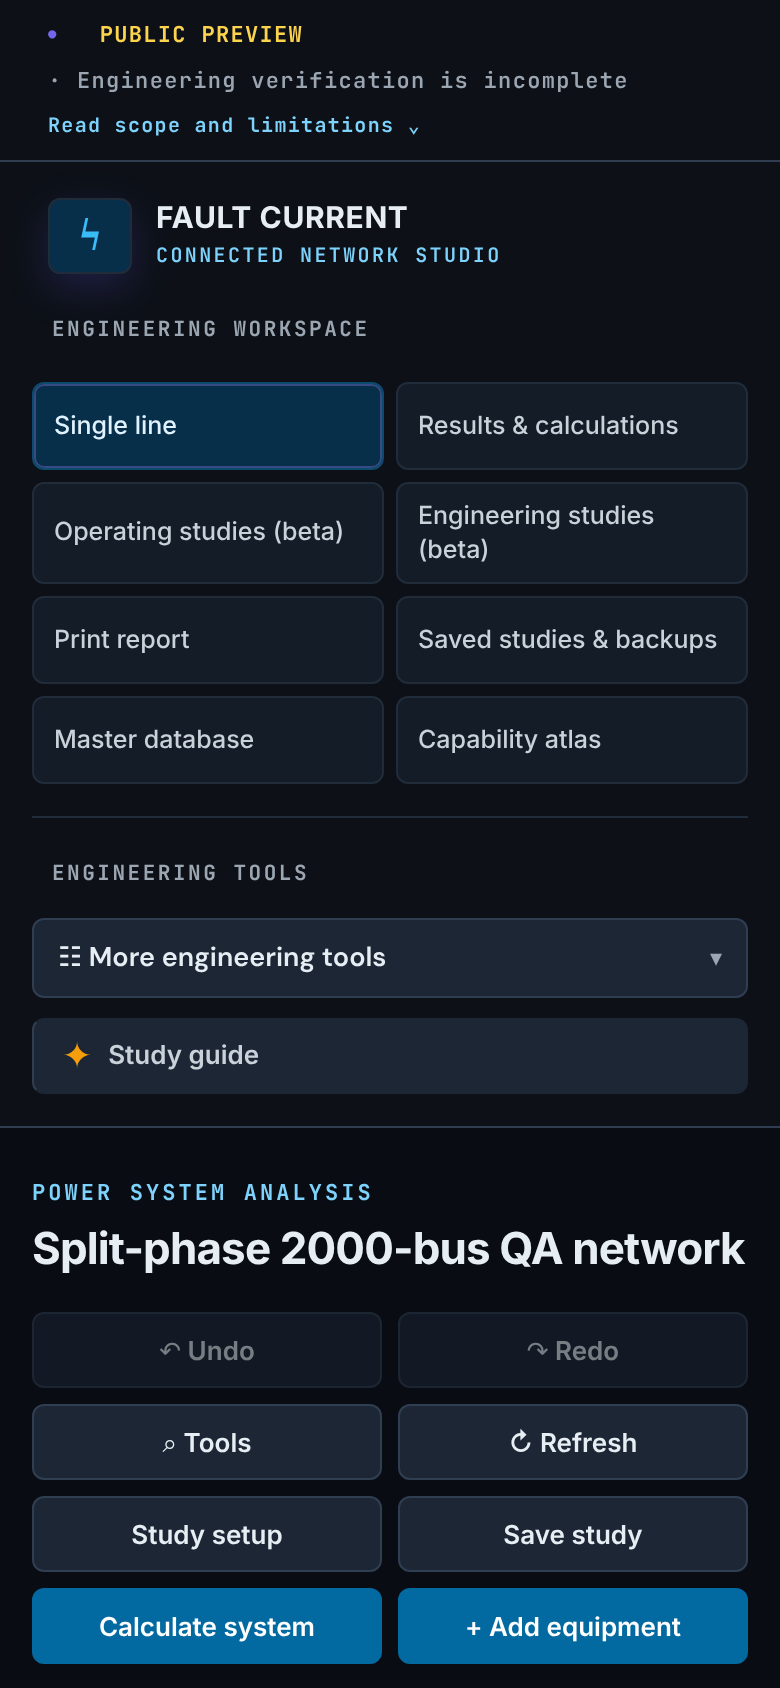 PUBLIC PREVIEW
· Engineering verification is incomplete
Read scope and limitations ⌄
FAULT CURRENT
CONNECTED NETWORK STUDIO
ENGINEERING WORKSPACE
Single line
Results & calculations
Operating studies (beta)
Engineering studies
(beta)
Print report
Saved studies & backups
Master database
Capability atlas
ENGINEERING TOOLS
☷ More engineering tools ▾
✦ Study guide
POWER SYSTEM ANALYSIS
Split-phase 2000-bus QA network
↶ Undo
↷ Redo
⌕ Tools
↻ Refresh
Study setup
Save study
Calculate system
+ Add equipment